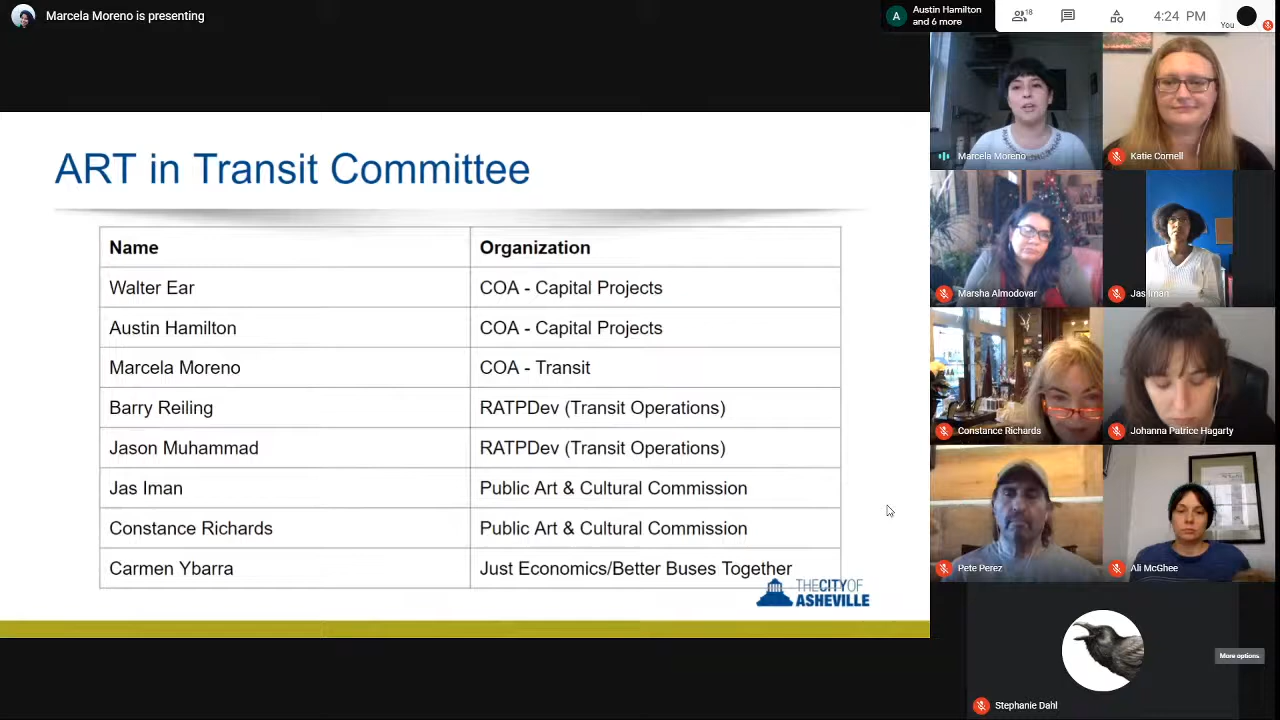 Marcela Moreno is presenting
A
Austin Hamilton
and 6 more
18
4:24 PM
You
ART in Transit Committee
Name Organization
Walter Ear COA - Capital Projects
Austin Hamilton COA - Capital Projects
Marcela Moreno COA - Transit
Barry Reiling RATPDev (Transit Operations)
Jason Muhammad RATPDev (Transit Operations)
Jas Iman Public Art & Cultural Commission
Constance Richards Public Art & Cultural Commission
Carmen Ybarra Just Economics/Better Buses Together
THE CITY OF
ASHEVILLE
Marcela Moreno
Katie Cornell
Marsha Almodovar
Jas Iman
Constance Richards
Johanna Patrice Hagarty
Pete Perez
Ali McGhee
More options
Stephanie Dahl